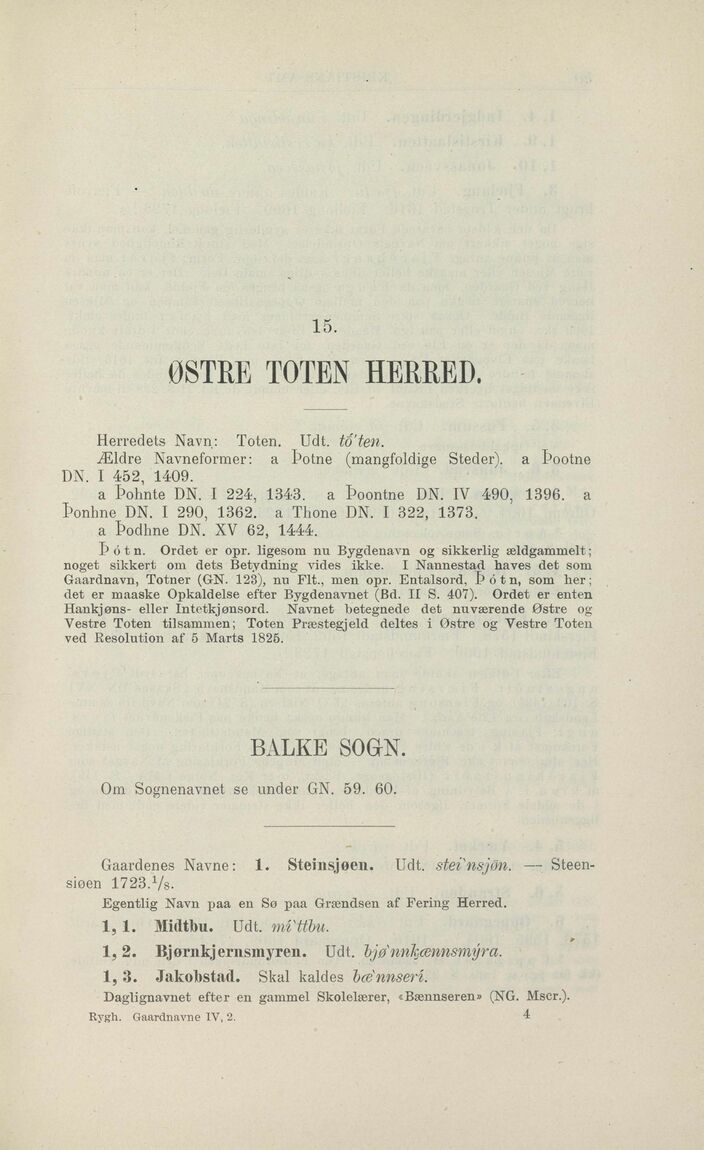 15.
ØSTRE TOTEN HERRED.
Herredets Navn: Toten. Udt. tó'ten.
Ældre Navneformer: a Þotne (mangfoldige Steder). a Þootne
DN. I 452, 1409.
a Þohnte DN. I 224, 1343. a Þoontne DN. IV 490, 1396. a
Þonhne DN. I 290, 1362. a Thone DN. I 322, 1373.
a Þodhne DN. XV 62, 1444.
Þótn. Ordet er opr. ligesom nu Bygdenavn og sikkerlig ældgammelt;
noget sikkert om dets Betydning vides ikke. I Nannestad haves det som
Gaardnavn, Totner (GN. 123), nu Flt., men opr. Entalsord, Þótn, som her;
det er maaske Opkaldelse efter Bygdenavnet (Bd. II S. 407). Ordet er enten
Hankjøns- eller Intetkjønsord. Navnet betegnede det nuværende Østre og
Vestre Toten tilsammen; Toten Præstegjeld deltes i Østre og Vestre Toten
ved Resolution af 5 Marts 1825.
BALKE SOGN.
Om Sognenavnet se under GN. 59. 60.
Gaardenes Navne: 1. Steinsjøen. Udt. stei`nsjøn. — Steen-
siøen 1723.¹/₈.
Egentlig Navn paa en Sø paa Grændsen af Fering Herred.
1, 1. Midtbu. Udt. mi`ttbu.
1, 2. Bjørnkjernsmyren. Udt. bjø`nnkænnsmýra.
1, 3. Jakobstad. Skal kaldes bæ`nnserí.
Daglignavnet efter en gammel Skolelærer, «Bænnseren» (NG. Mscr.).
Rygh. Gaardnavne IV, 2. 4